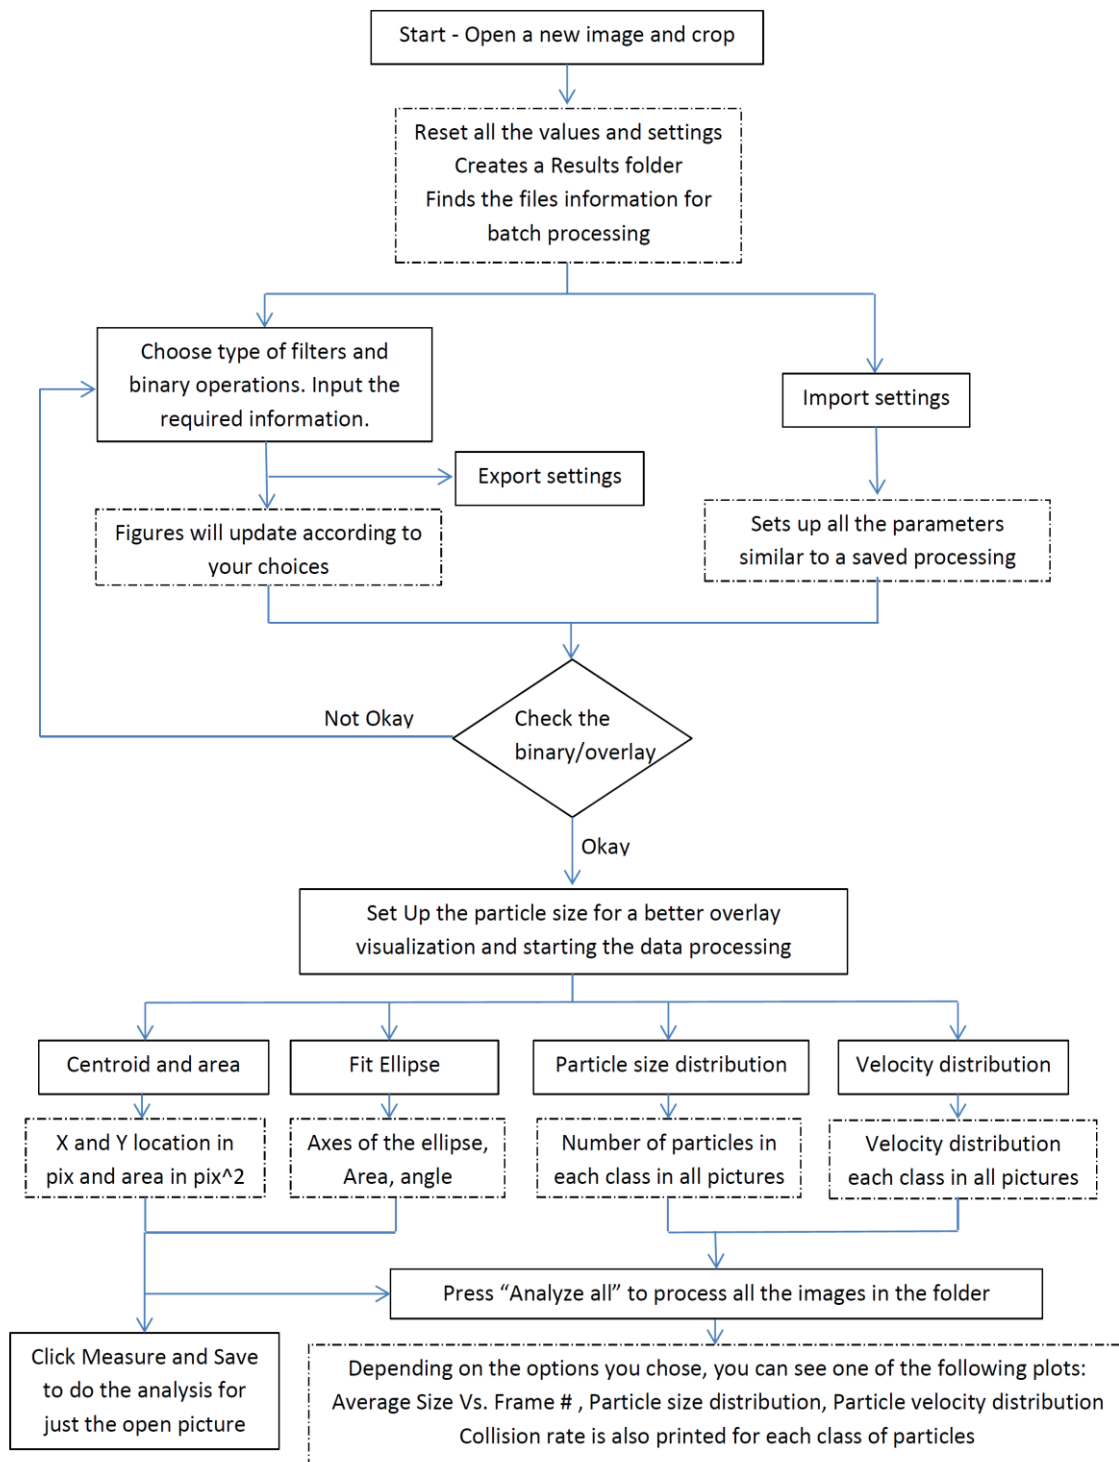 Start - Open a new image and crop
Reset all the values and settings
Creates a Results folder
Finds the files information for
batch processing
Choose type of filters and
binary operations. Input the
required information.
Import settings
Export settings
Figures will update according to
your choices
Sets up all the parameters
similar to a saved processing
Not Okay
Check the
binary/overlay
Okay
Set Up the particle size for a better overlay
visualization and starting the data processing
Centroid and area
Fit Ellipse
Particle size distribution
Velocity distribution
X and Y location in
pix and area in pix^2
Axes of the ellipse,
Area, angle
Number of particles in
each class in all pictures
Velocity distribution
each class in all pictures
Press “Analyze all” to process all the images in the folder
Click Measure and Save
to do the analysis for
just the open picture
Depending on the options you chose, you can see one of the following plots:
Average Size Vs. Frame # , Particle size distribution, Particle velocity distribution
Collision rate is also printed for each class of particles